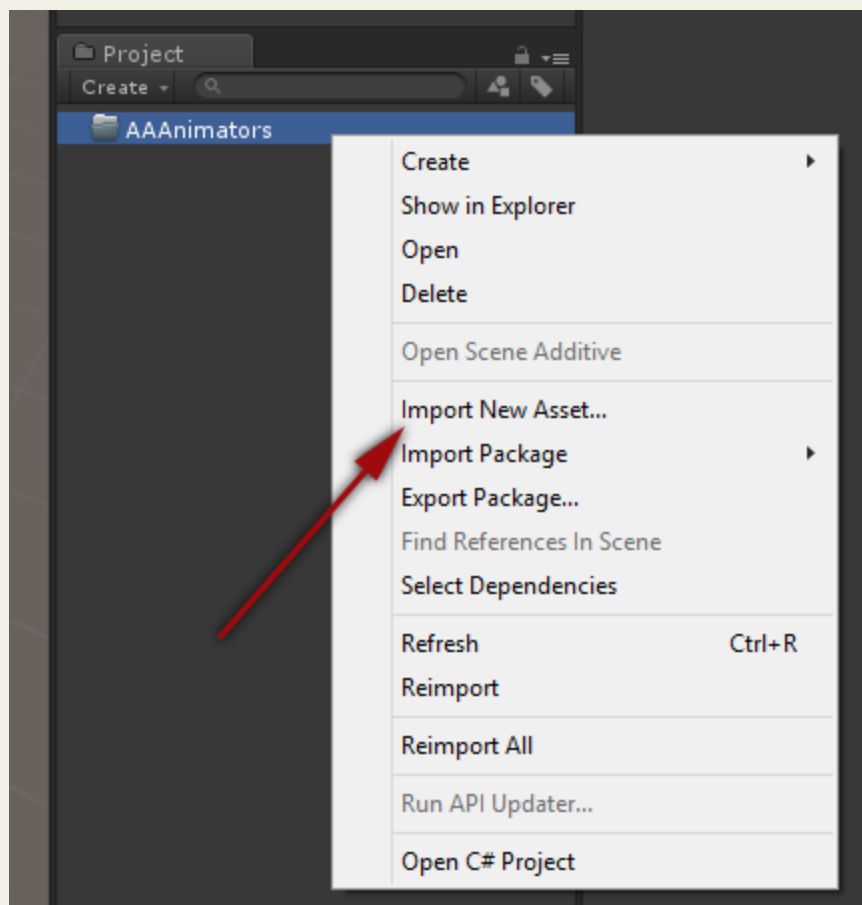 Project
Create
AAAnimators
Create
Show in Explorer
Open
Delete
Open Scene Additive
Import New Asset...
Import Package
Export Package...
Find References In Scene
Select Dependencies
Refresh Ctrl+R
Reimport
Reimport All
Run API Updater...
Open C# Project